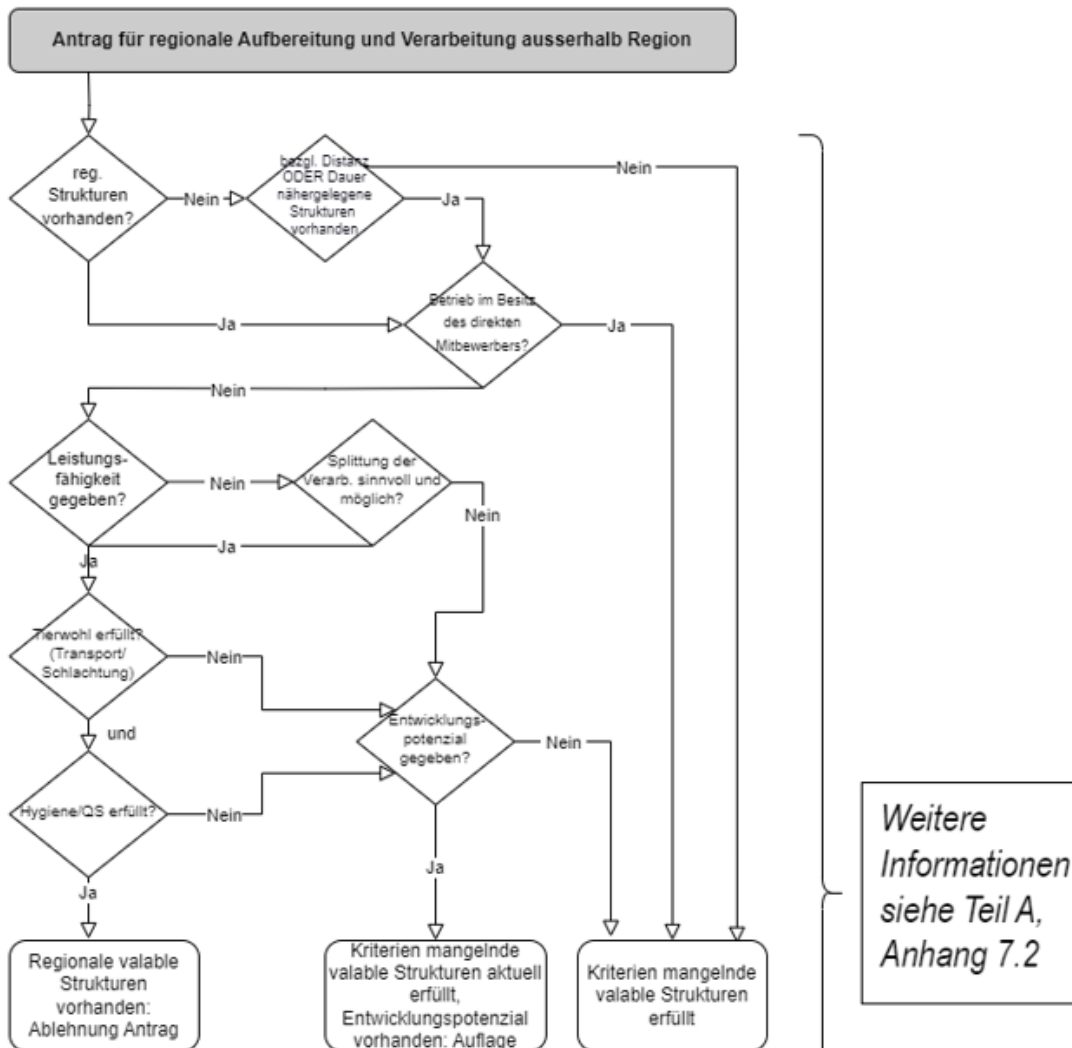 Antrag für regionale Aufbereitung und Verarbeitung ausserhalb Region
reg.
Strukturen
vorhanden?
Nein
bezgl. Distanz
ODER Dauer
nähergelegene
Strukturen
vorhanden
Nein
Ja
Ja
Betrieb im Besitz
des direkten
Mitbewerbers?
Ja
Nein
Leistungs-
fähigkeit
gegeben?
Nein
Splittung der
Verarb. sinnvoll und
möglich?
Nein
Ja
Ja
Tierwohl erfüllt?
(Transport/
Schlachtung)
Nein
und
Entwicklungs-
potenzial
gegeben?
Nein
Hygiene/QS erfüllt?
Nein
Ja
Ja
Regionale valable
Strukturen
vorhanden:
Ablehnung Antrag
Kriterien mangelnde
valable Strukturen aktuell
erfüllt,
Entwicklungspotenzial
vorhanden: Auflage
Kriterien mangelnde
valable Strukturen
erfüllt
Weitere
Informationen
siehe Teil A,
Anhang 7.2